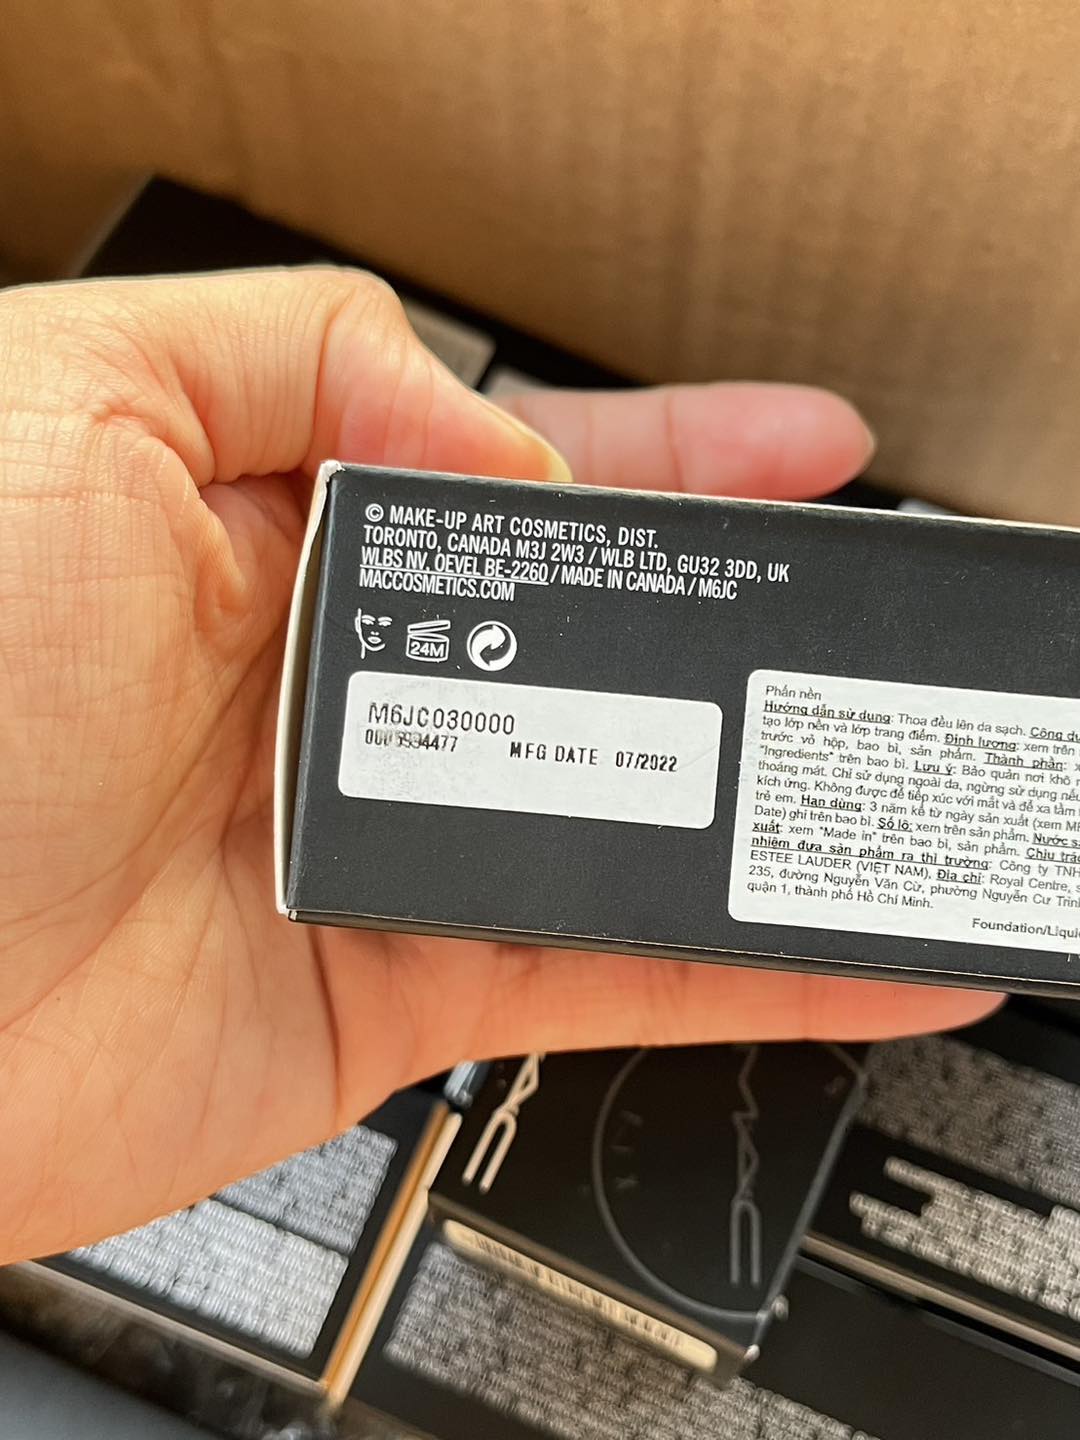 © MAKE-UP ART COSMETICS, DIST.
TORONTO, CANADA M3J 2W3 / WLB LTD, GU32 3DD, UK
WLBS NV, OEVEL BE-2260 / MADE IN CANADA / M6JC
MACCOSMETICS.COM
24M
M6JC030000
0005994477
MFG DATE 07/2022
Phấn nền
Hướng dẫn sử dụng: Thoa đều lên da sạch. Công
tạo lớp nền và lớp trang điểm. Định lượng: xem trên
trước vỏ hộp, bao bì, sản phẩm. Thành phần:
"Ingredients" trên bao bì. Lưu ý: Bảo quản nơi khô
thoáng mát. Chỉ sử dụng ngoài da, ngừng sử dụng nếu
kích ứng. Không được để tiếp xúc với mắt và để xa tầm
trẻ em. Hạn dùng: 3 năm kể từ ngày sản xuất (xem
Date) ghi trên bao bì. Số lô: xem trên sản phẩm. Nước
xuất: xem "Made in" trên bao bì, sản phẩm. Chịu
nhiệm đưa sản phẩm ra thị trường: Công ty
ESTEE LAUDER (VIỆT NAM). Địa chỉ: Royal Centre,
235, đường Nguyễn Văn Cừ, phường Nguyễn Cư
quận 1, thành phố Hồ Chí Minh.
Foundation/
MAC
FIX